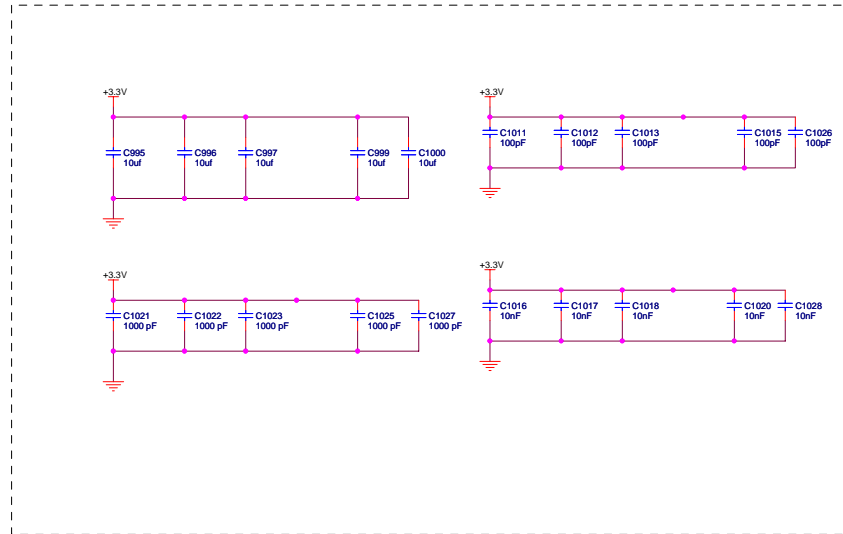 +3.3V
C995
10uf
C996
10uf
C997
10uf
C999
10uf
C1000
10uf
+3.3V
C1011
100pF
C1012
100pF
C1013
100pF
C1015
100pF
C1026
100pF
+3.3V
C1021
1000 pF
C1022
1000 pF
C1023
1000 pF
C1025
1000 pF
C1027
1000 pF
+3.3V
C1016
10nF
C1017
10nF
C1018
10nF
C1020
10nF
C1028
10nF